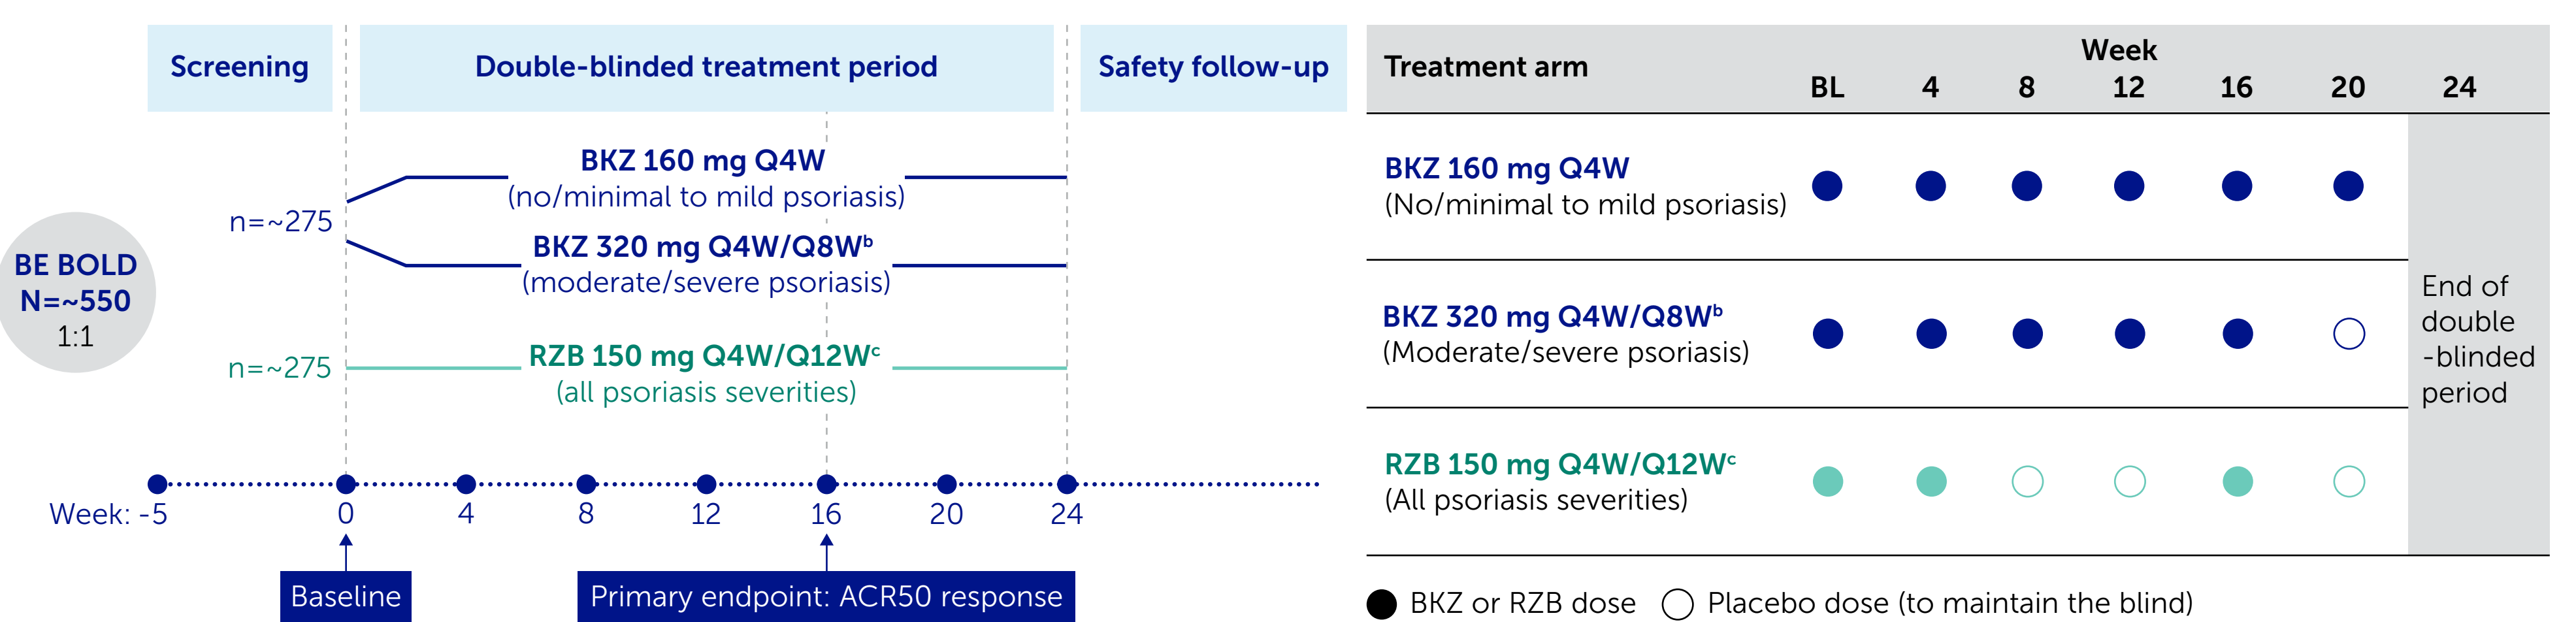 Screening
Double-blinded treatment period
Safety follow-up
BE BOLD
N=~550
1:1
n=~275
BKZ 160 mg Q4W
(no/minimal to mild psoriasis)
BKZ 320 mg Q4W/Q8Wᵇ
(moderate/severe psoriasis)
n=~275
RZB 150 mg Q4W/Q12Wᶜ
(all psoriasis severities)
Week: -5 0 4 8 12 16 20 24
Baseline
Primary endpoint: ACR50 response
Week
Treatment arm BL 4 8 12 16 20 24
BKZ 160 mg Q4W
(No/minimal to mild psoriasis)
BKZ 320 mg Q4W/Q8Wᵇ
(Moderate/severe psoriasis)
RZB 150 mg Q4W/Q12Wᶜ
(All psoriasis severities)
End of
double
-blinded
period
BKZ or RZB dose
Placebo dose (to maintain the blind)